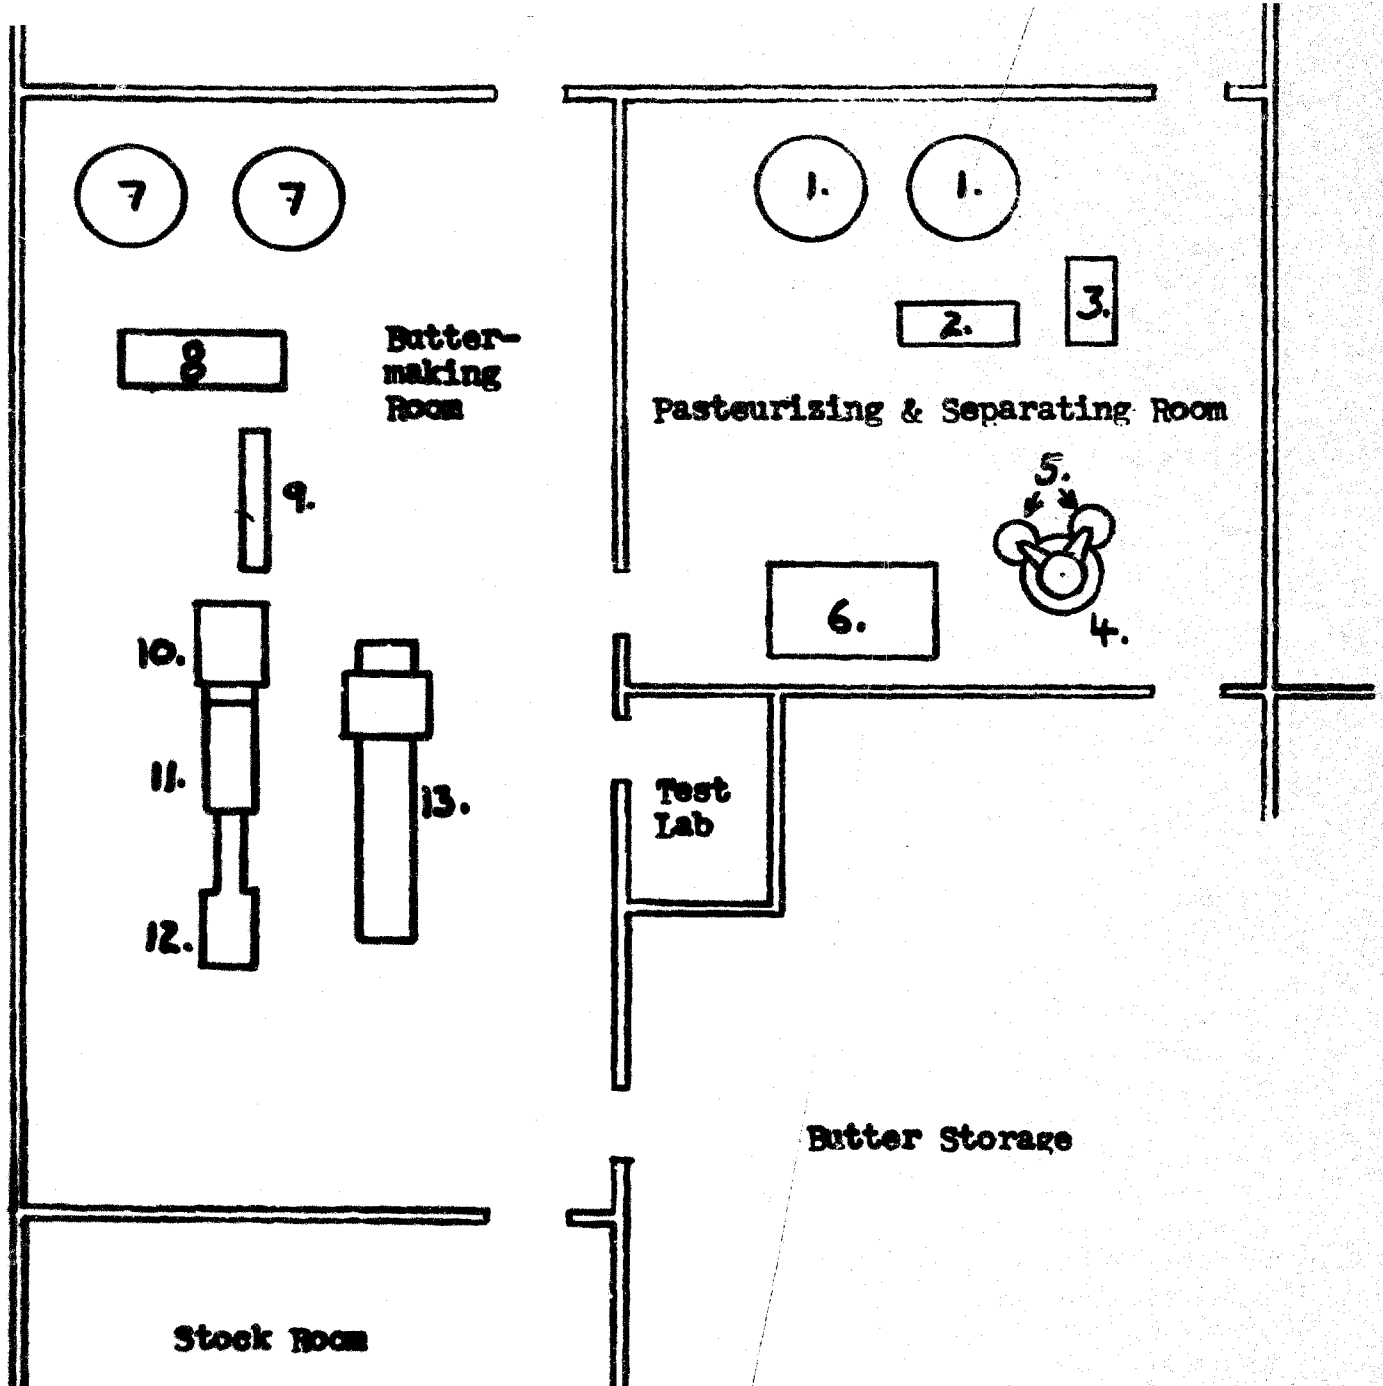 7
7
1.
1.
8
Butter-
making
Room
2.
3.
Pasteurizing & Separating Room
9.
5.
6.
4.
10.
11.
12.
13.
Test
Lab
Butter Storage
Stock Room